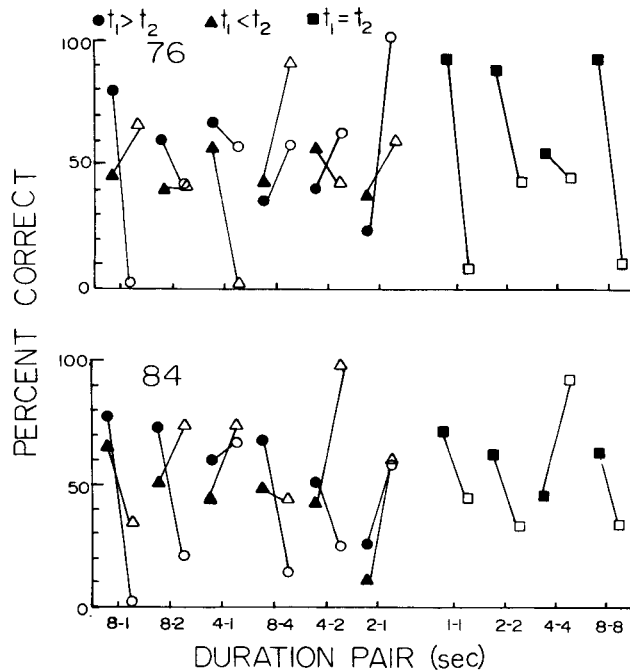 ● t₁>t₂ ▲ t₁<t₂ ■ t₁=t₂
76
100
50
0
PERCENT CORRECT
84
100
50
0
8-1 8-2 4-1 8-4 4-2 2-1 1-1 2-2 4-4 8-8
DURATION PAIR (sec)